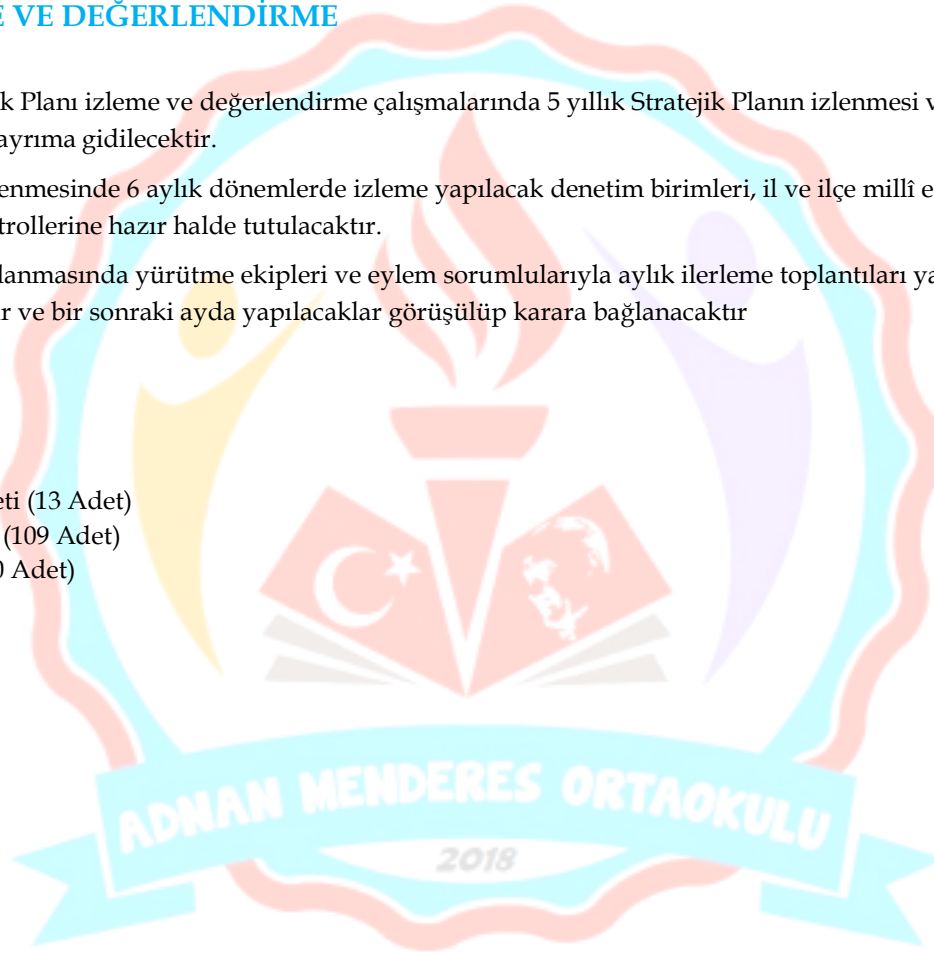 E VE DEĞERLENDİRME
k Planı izleme ve değerlendirme çalışmalarında 5 yıllık Stratejik Planın izlenmesi v
ayrıma gidilecektir.
enmesinde 6 aylık dönemlerde izleme yapılacak denetim birimleri, il ve ilçe millî e
trollerine hazır halde tutulacaktır.
lanmasında yürütme ekipleri ve eylem sorumlularıyla aylık ilerleme toplantıları ya
r ve bir sonraki ayda yapılacaklar görüşülüp karara bağlanacaktır
eti (13 Adet)
(109 Adet)
0 Adet)
ADNAN MENDERES ORTAOKULU
2018